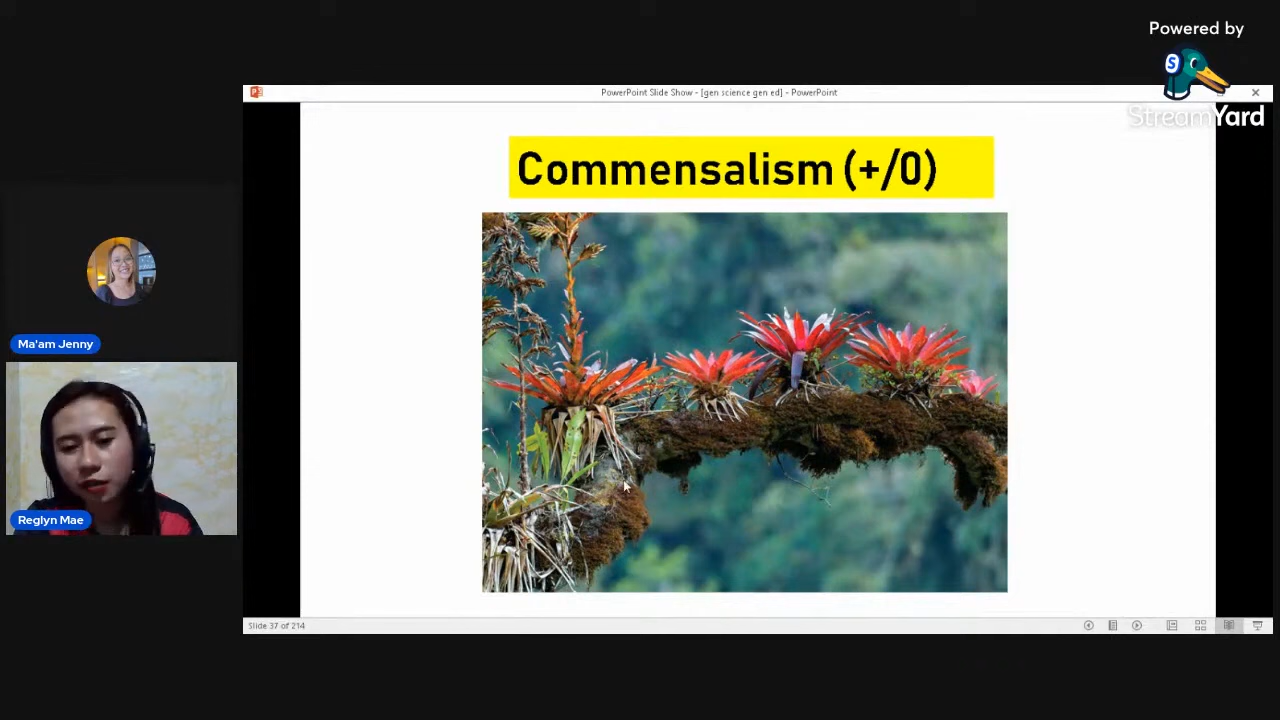 Powered by
StreamYard
PowerPoint Slide Show - [gen science gen ed] - PowerPoint
Commensalism (+/0)
Ma'am Jenny
Reglyn Mae
Slide 37 of 214